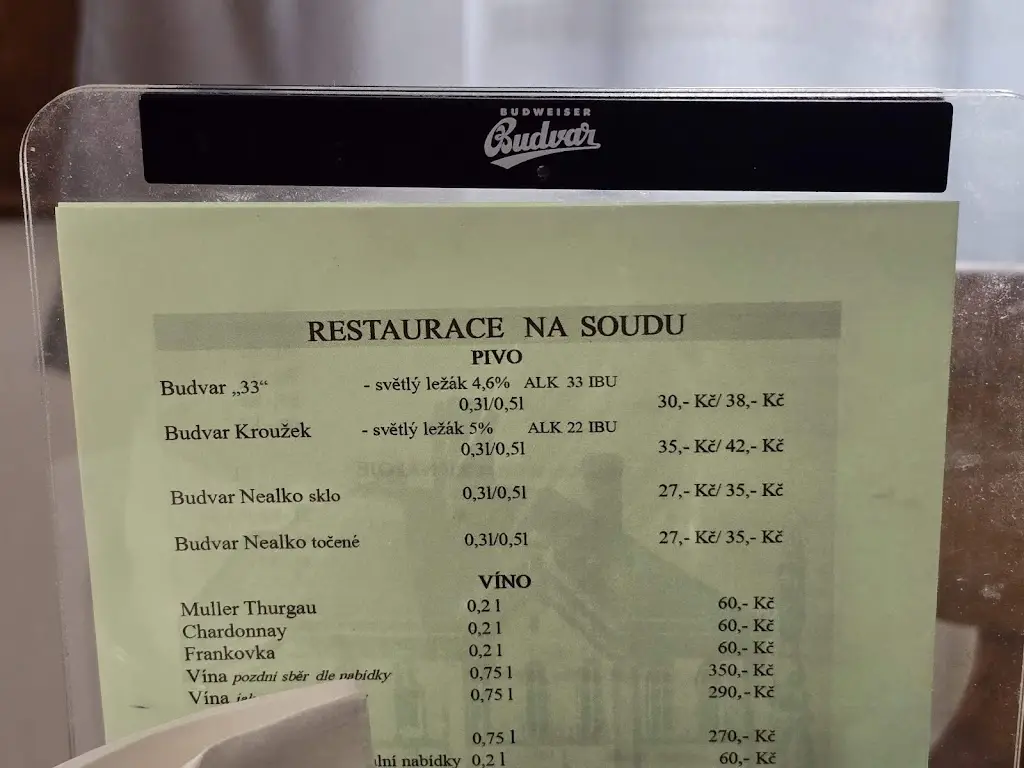 BUDWEISER
Budvar
RESTAURACE NA SOUDU
PIVO
Budvar „33“ - světlý ležák 4,6% ALK 33 IBU
0,3l/0,5l 30,- Kč/ 38,- Kč
Budvar Kroužek - světlý ležák 5% ALK 22 IBU
0,3l/0,5l 35,- Kč/ 42,- Kč
Budvar Nealko sklo 0,3l/0,5l 27,- Kč/ 35,- Kč
Budvar Nealko točené 0,3l/0,5l 27,- Kč/ 35,- Kč
VÍNO
Muller Thurgau 0,2 l 60,- Kč
Chardonnay 0,2 l 60,- Kč
Frankovka 0,2 l 60,- Kč
Vína pozdní sběr dle nabídky 0,75 l 350,- Kč
Vína 0,75 l 290,- Kč
0,75 l 270,- Kč
nabídky 0,2 l 60,- Kč